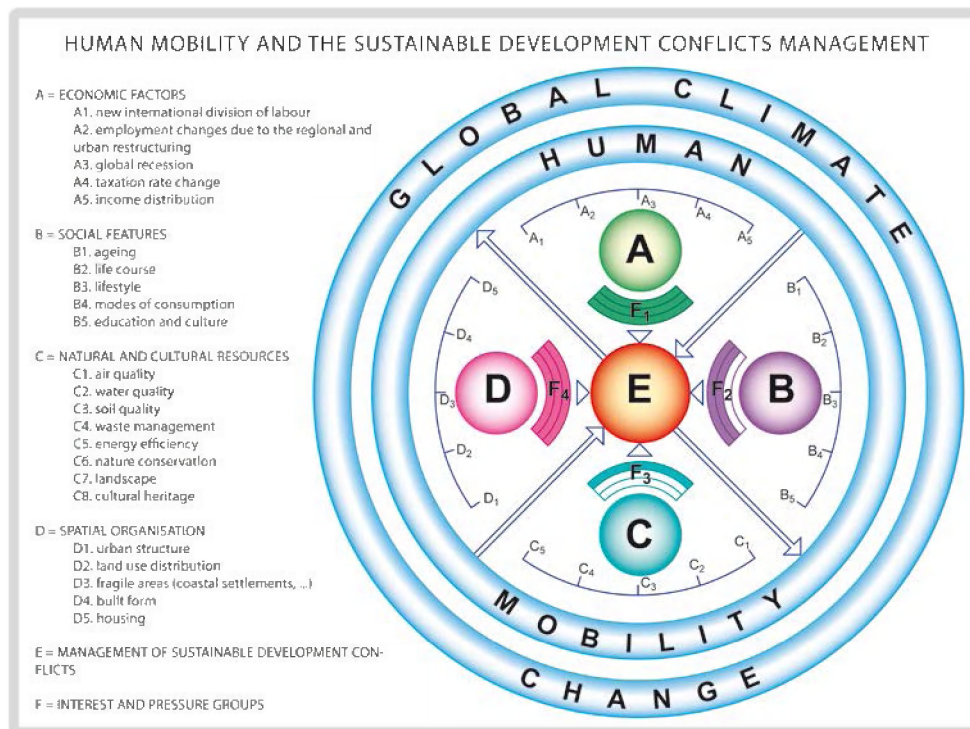 HUMAN MOBILITY AND THE SUSTAINABLE DEVELOPMENT CONFLICTS MANAGEMENT
A = ECONOMIC FACTORS
A1. new international division of labour
A2. employment changes due to the regional and
urban restructuring
A3. global recession
A4. taxation rate change
A5. income distribution
B = SOCIAL FEATURES
B1. ageing
B2. life course
B3. lifestyle
B4. modes of consumption
B5. education and culture
C = NATURAL AND CULTURAL RESOURCES
C1. air quality
C2. water quality
C3. soil quality
C4. waste management
C5. energy efficiency
C6. nature conservation
C7. landscape
C8. cultural heritage
D = SPATIAL ORGANISATION
D1. urban structure
D2. land use distribution
D3. fragile areas (coastal settlements, ...)
D4. built form
D5. housing
E = MANAGEMENT OF SUSTAINABLE DEVELOPMENT CON-
FLICTS
F = INTEREST AND PRESSURE GROUPS
GLOBAL CLIMATE
HUMAN
A1
A2
A3
A4
A5
A
F1
D5
D4
D3
D2
D1
D
F4
E
F2
B
B1
B2
B3
B4
B5
F3
C
C5
C4
C3
C2
C1
MOBILITY
CHANGE